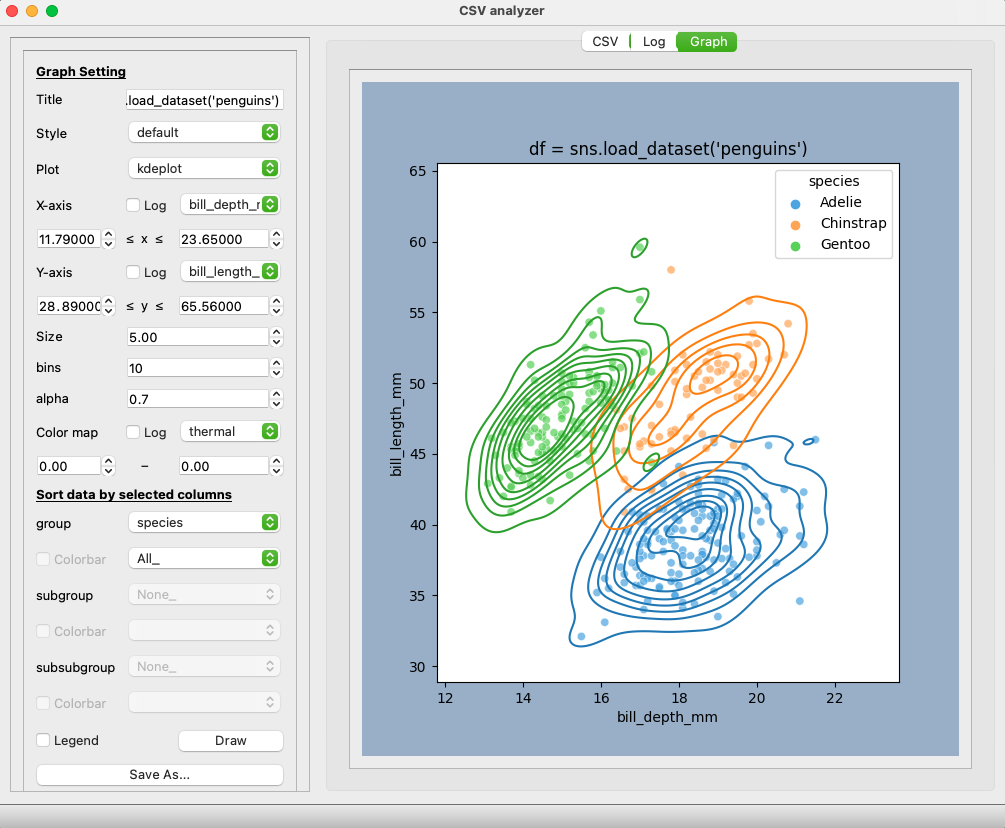 CSV analyzer
CSV Log Graph
Graph Setting
Title .load_dataset('penguins')
Style default
Plot kdeplot
X-axis Log bill_depth_r
11.79000 ≤ x ≤ 23.65000
Y-axis Log bill_length_
28.89000 ≤ y ≤ 65.56000
Size 5.00
bins 10
alpha 0.7
Color map Log thermal
0.00 – 0.00
Sort data by selected columns
group species
Colorbar All_
subgroup None_
Colorbar
subsubgroup None_
Colorbar
Legend Draw
Save As...
df = sns.load_dataset('penguins')
species
Adelie
Chinstrap
Gentoo
bill_length_mm
65
60
55
50
45
40
35
30
12 14 16 18 20 22
bill_depth_mm